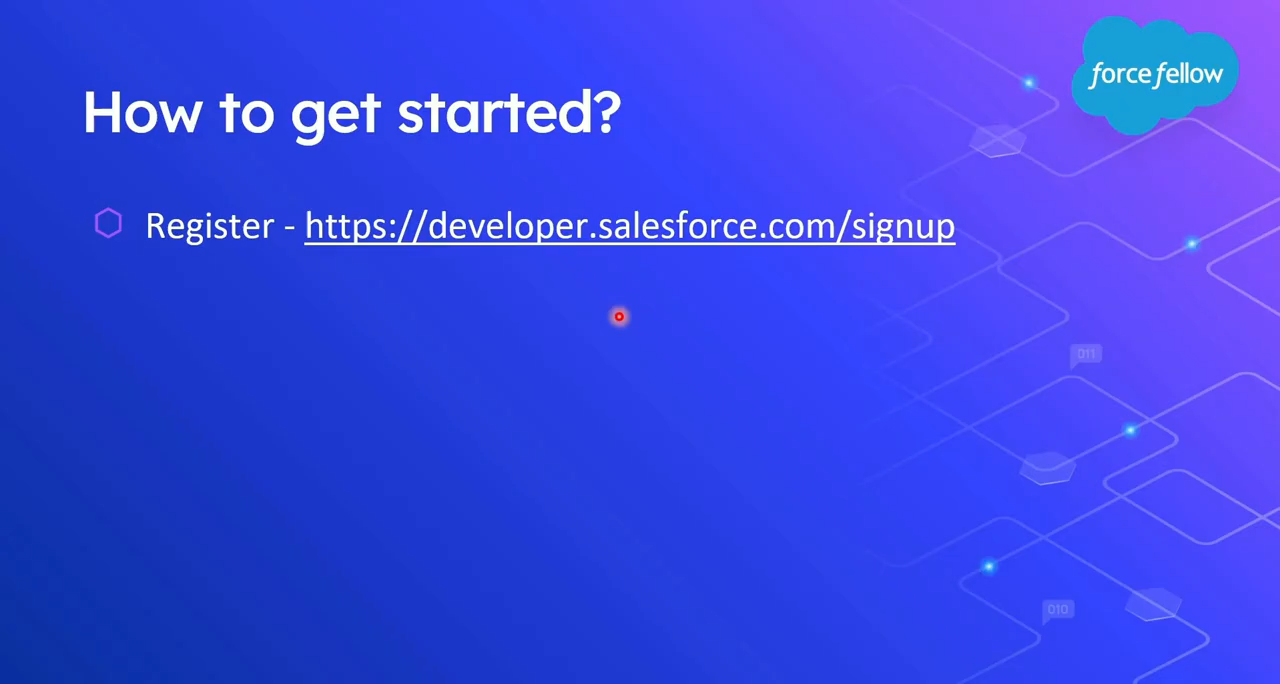 force fellow
How to get started?
Register - https://developer.salesforce.com/signup
011
010